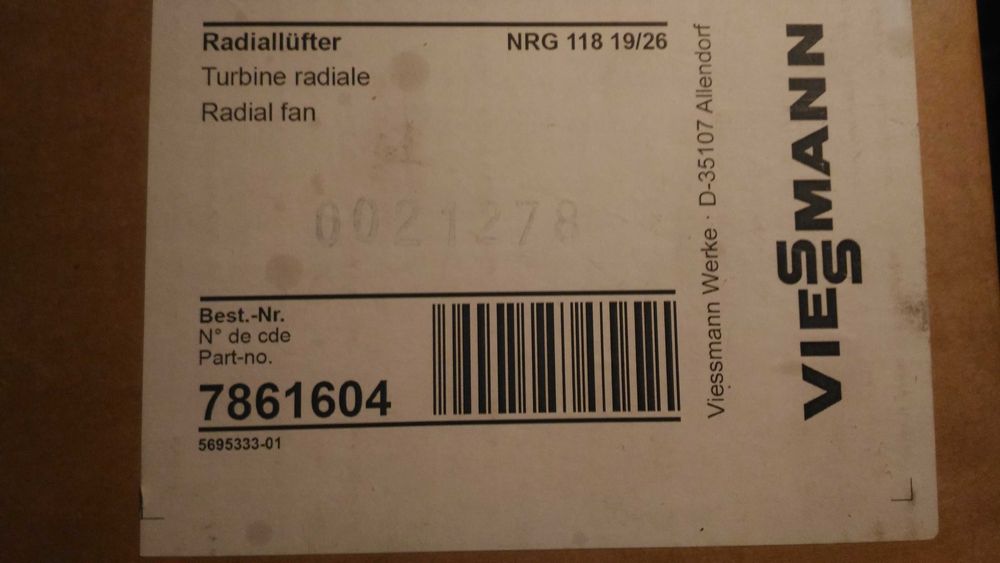 Radiallüfter NRG 118 19/26
Turbine radiale
Radial fan
0021278
Best.-Nr.
N° de cde
Part-no.
7861604
5695333-01
Viessmann Werke · D-35107 Allendorf
VIESSMANN